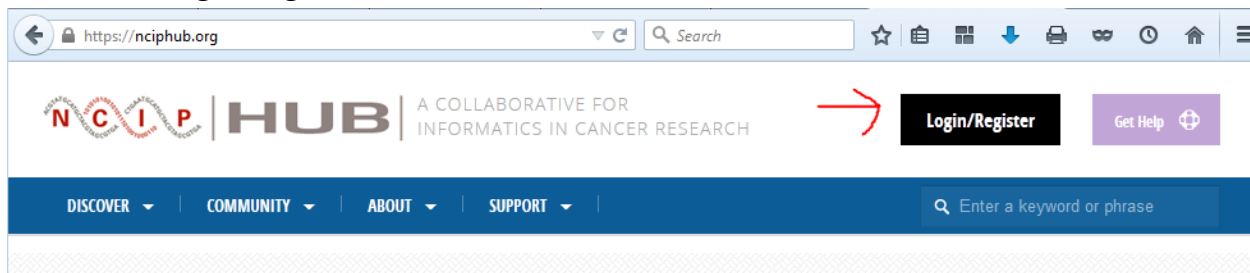 https://nciphub.org
Search
NCIP HUB
A COLLABORATIVE FOR
INFORMATICS IN CANCER RESEARCH
Login/Register
Get Help
DISCOVER
COMMUNITY
ABOUT
SUPPORT
Enter a keyword or phrase